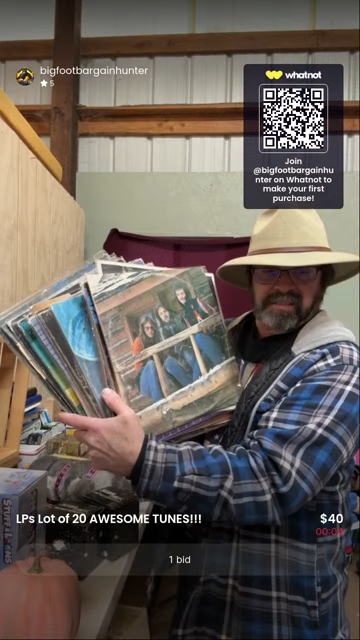 bigfootbargainhunter
★ 5
whatnot
Join
@bigfootbargainhu
nter on Whatnot to
make your first
purchase!
LPs Lot of 20 AWESOME TUNES!!!
$40
1 bid